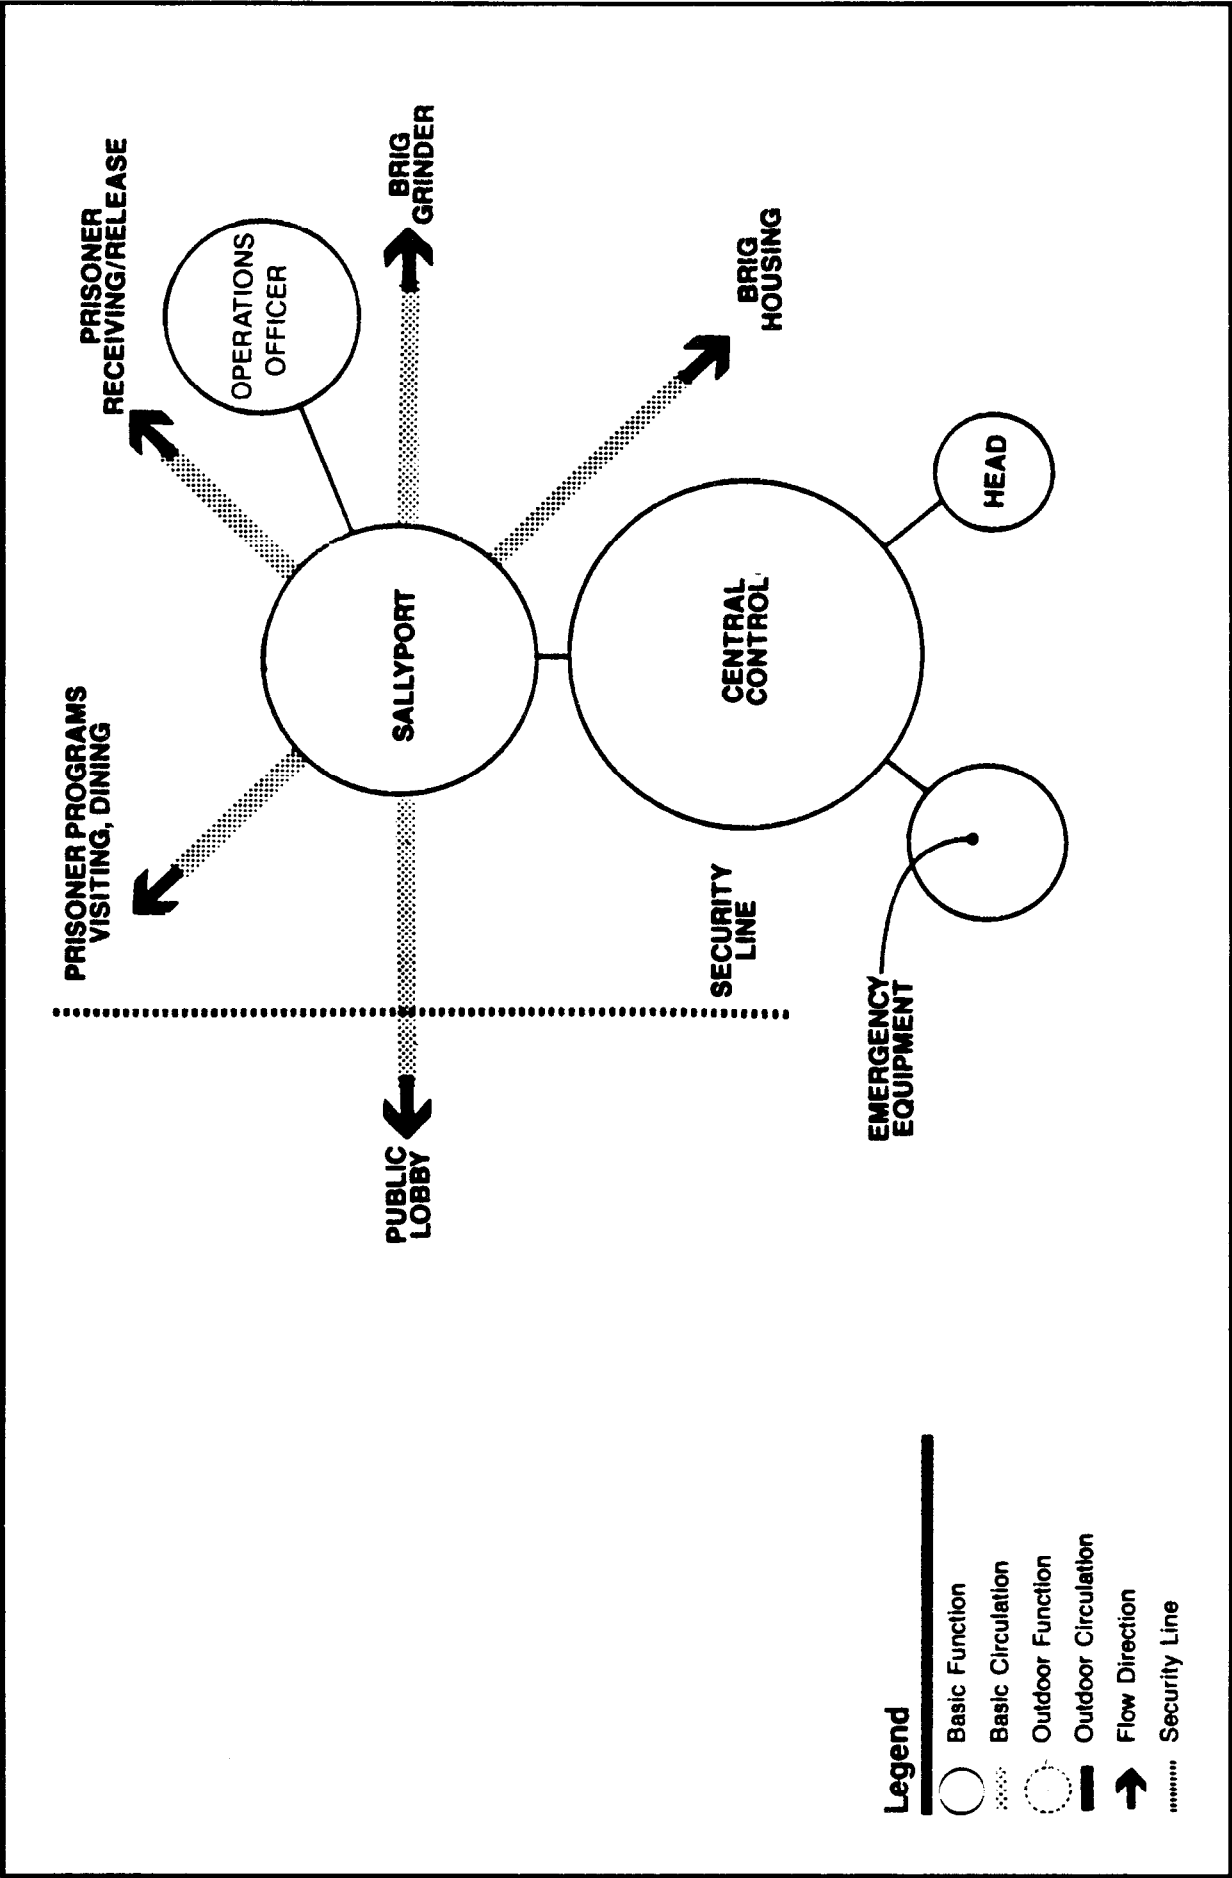 PRISONER PROGRAMS
VISITING, DINING
PRISONER
RECEIVING/RELEASE
OPERATIONS
OFFICER
PUBLIC
LOBBY
SALLYPORT
BRIG
GRINDER
SECURITY
LINE
CENTRAL
CONTROL
BRIG
HOUSING
EMERGENCY
EQUIPMENT
HEAD
Legend
Basic Function
Basic Circulation
Outdoor Function
Outdoor Circulation
Flow Direction
Security Line